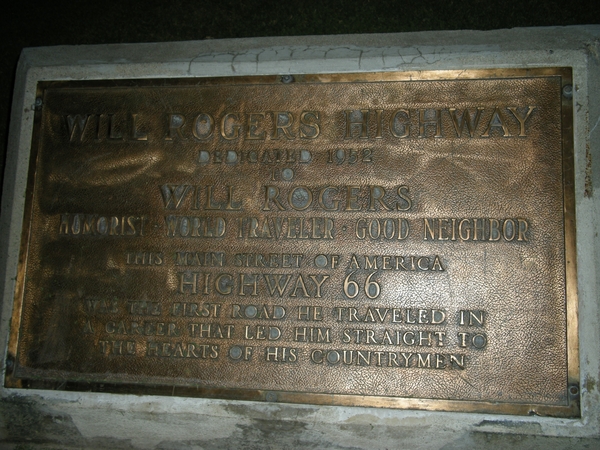 WILL ROGERS HIGHWAY
DEDICATED 1952
TO
WILL ROGERS
HUMORIST · WORLD TRAVELER · GOOD NEIGHBOR
THIS MAIN STREET OF AMERICA
HIGHWAY 66
WAS THE FIRST ROAD HE TRAVELED IN
A CAREER THAT LED HIM STRAIGHT TO
THE HEARTS OF HIS COUNTRYMEN